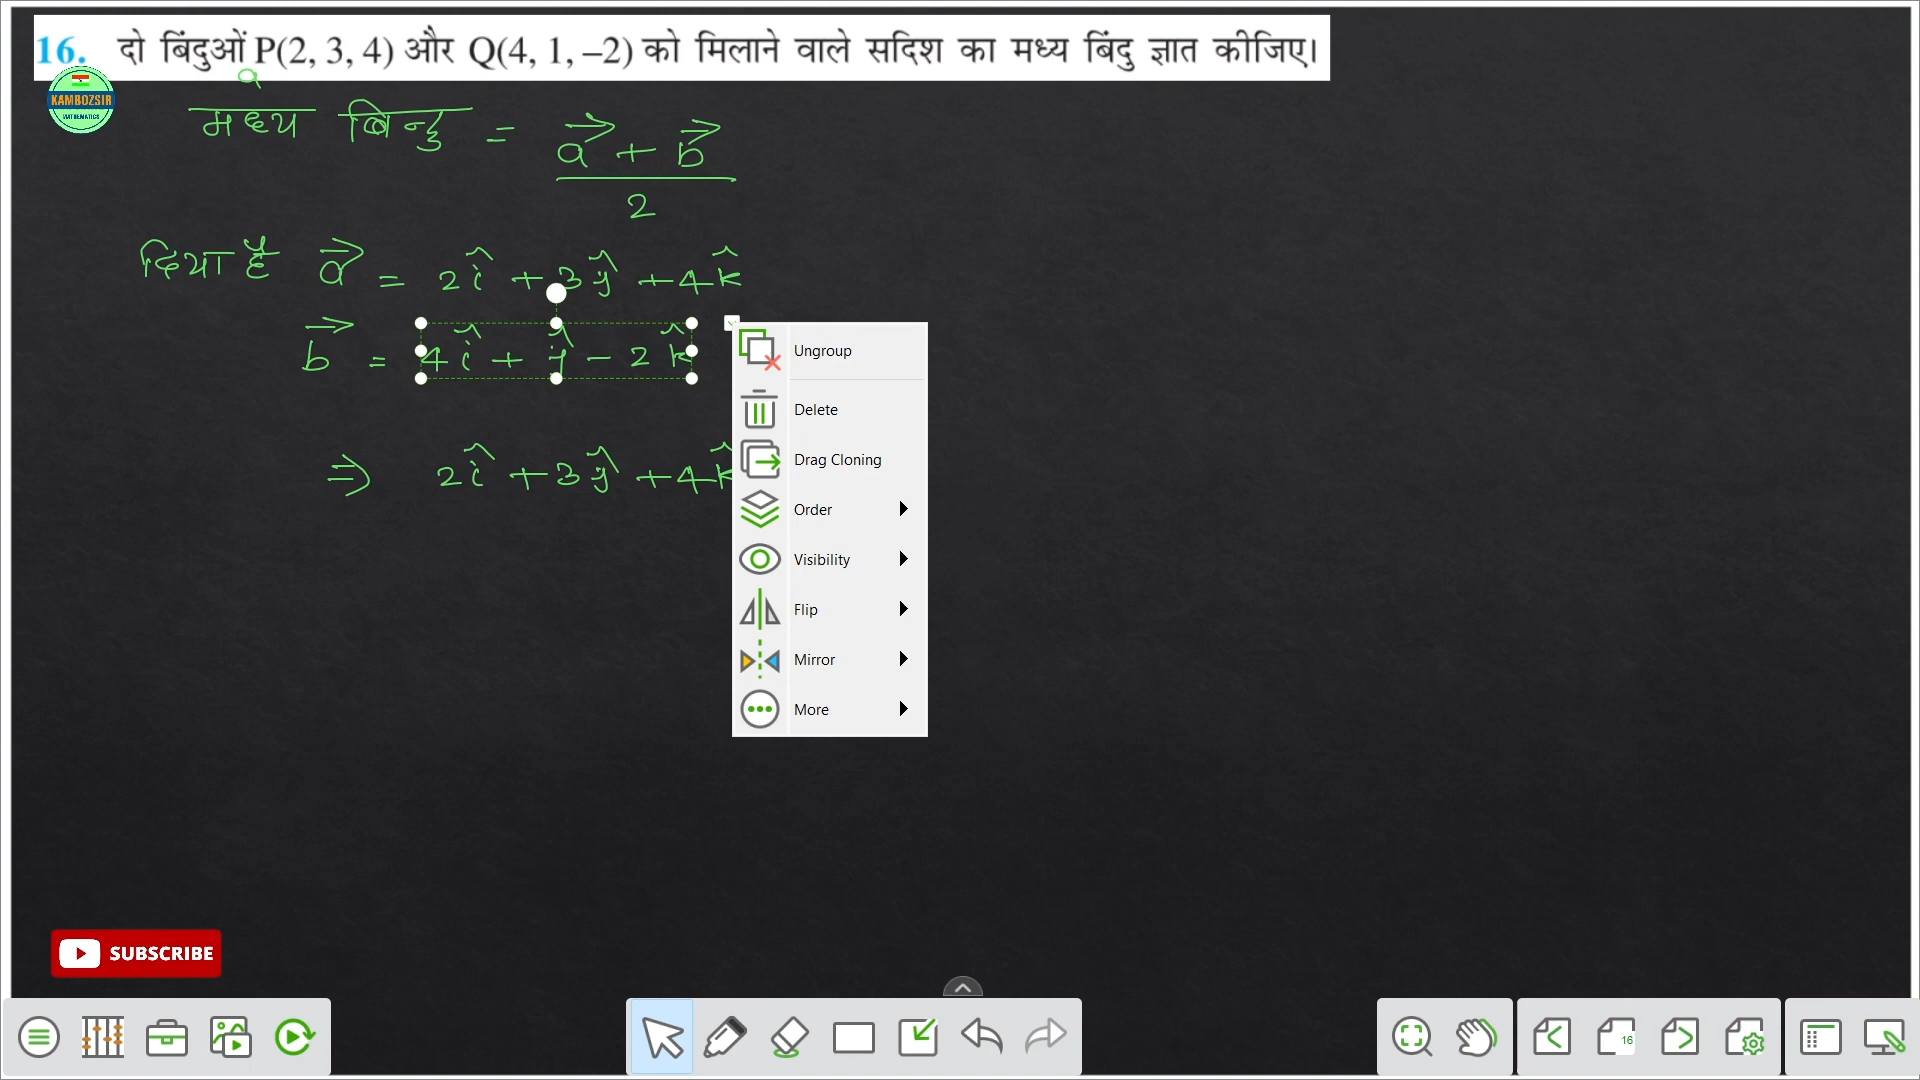 16. दो बिंदुओं P(2, 3, 4) और Q(4, 1, –2) को मिलाने वाले सदिश का मध्य बिंदु ज्ञात कीजिए।
KAMBOZSIR
MATHEMATICS
मध्य बिन्दु = (a⃗ + b⃗)/2
दिया है a⃗ = 2î + 3ĵ + 4k̂
b⃗ = 4î + ĵ - 2k̂
⇒ 2î + 3ĵ + 4k̂
Ungroup
Delete
Drag Cloning
Order
Visibility
Flip
Mirror
More
SUBSCRIBE
16